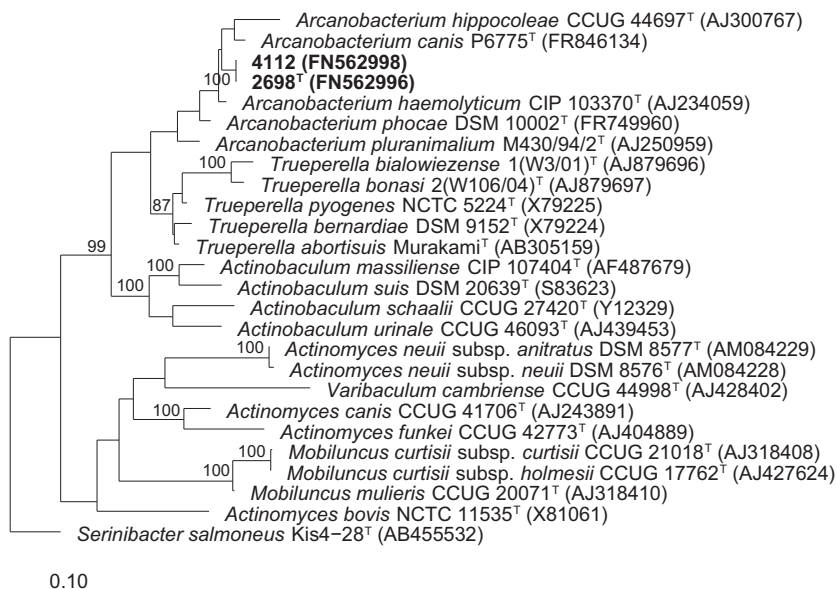 Arcanobacterium hippocoleae CCUG 44697ᵀ (AJ300767)
Arcanobacterium canis P6775ᵀ (FR846134)
4112 (FN562998)
100
2698ᵀ (FN562996)
Arcanobacterium haemolyticum CIP 103370ᵀ (AJ234059)
Arcanobacterium phocae DSM 10002ᵀ (FR749960)
Arcanobacterium pluranimalium M430/94/2ᵀ (AJ250959)
100 Trueperella bialowiezense 1(W3/01)ᵀ (AJ879696)
Trueperella bonasi 2(W106/04)ᵀ (AJ879697)
87 Trueperella pyogenes NCTC 5224ᵀ (X79225)
Trueperella bernardiae DSM 9152ᵀ (X79224)
99 Trueperella abortisuis Murakamiᵀ (AB305159)
100 Actinobaculum massiliense CIP 107404ᵀ (AF487679)
100 Actinobaculum suis DSM 20639ᵀ (S83623)
Actinobaculum schaalii CCUG 27420ᵀ (Y12329)
Actinobaculum urinale CCUG 46093ᵀ (AJ439453)
100 Actinomyces neuii subsp. anitratus DSM 8577ᵀ (AM084229)
Actinomyces neuii subsp. neuii DSM 8576ᵀ (AM084228)
Varibaculum cambriense CCUG 44998ᵀ (AJ428402)
100 Actinomyces canis CCUG 41706ᵀ (AJ243891)
Actinomyces funkei CCUG 42773ᵀ (AJ404889)
100 Mobiluncus curtisii subsp. curtisii CCUG 21018ᵀ (AJ318408)
100 Mobiluncus curtisii subsp. holmesii CCUG 17762ᵀ (AJ427624)
Mobiluncus mulieris CCUG 20071ᵀ (AJ318410)
Actinomyces bovis NCTC 11535ᵀ (X81061)
Serinibacter salmoneus Kis4−28ᵀ (AB455532)
0.10